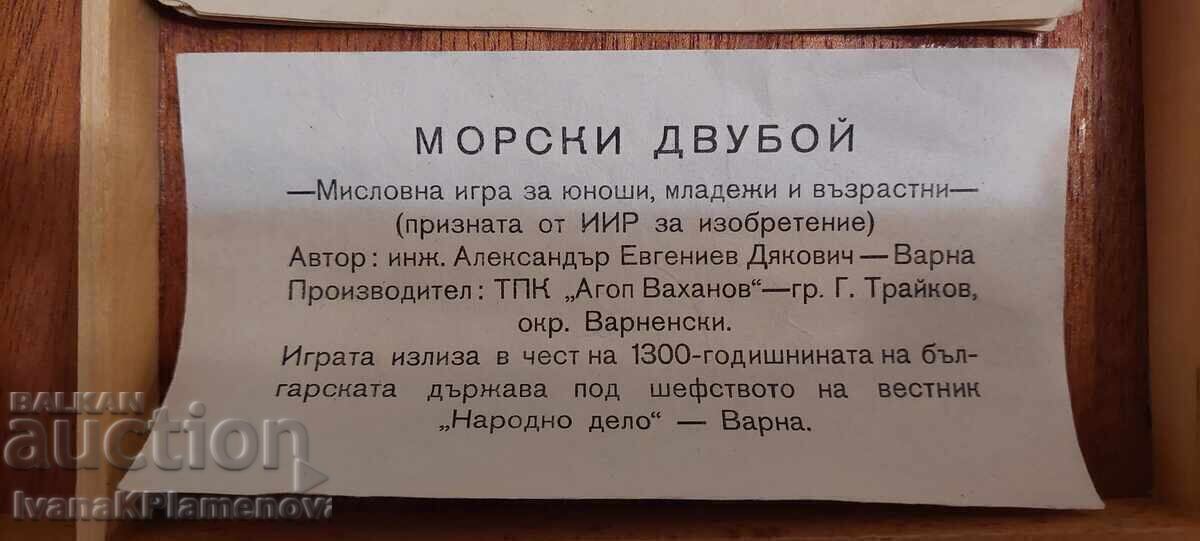 МОРСКИ ДВУБОЙ
—Мисловна игра за юноши, младежи и възрастни—
(призната от ИИР за изобретение)
Автор: инж. Александър Евгениев Дякович — Варна
Производител: ТПК „Агоп Ваханов“—гр. Г. Трайков,
окр. Варненски.
Играта излиза в чест на 1300-годишнината на бъл-
гарската държава под шефството на вестник
„Народно дело“ — Варна.
BALKAN
auction
IvanaKPlamenova